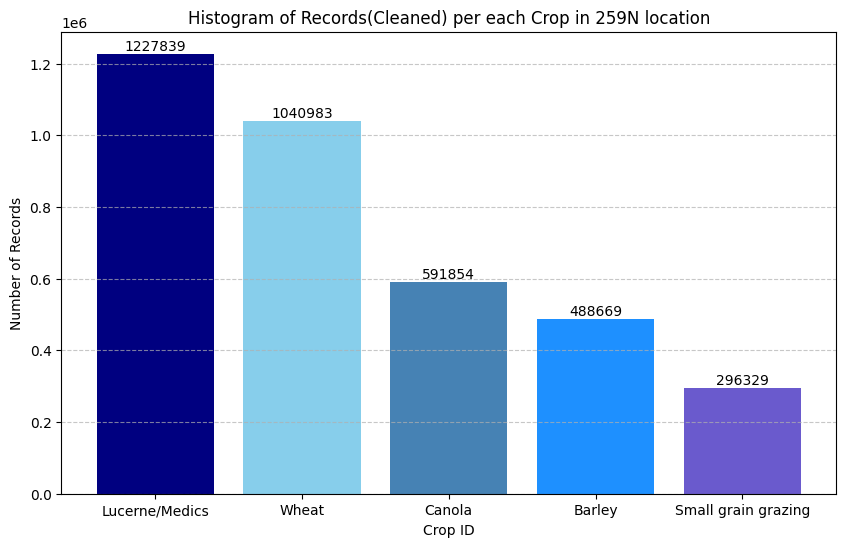 Histogram of Records(Cleaned) per each Crop in 259N location
1e6
1227839
1040983
591854
488669
296329
1.2
1.0
0.8
0.6
0.4
0.2
0.0
Number of Records
Lucerne/Medics
Wheat
Canola
Barley
Small grain grazing
Crop ID